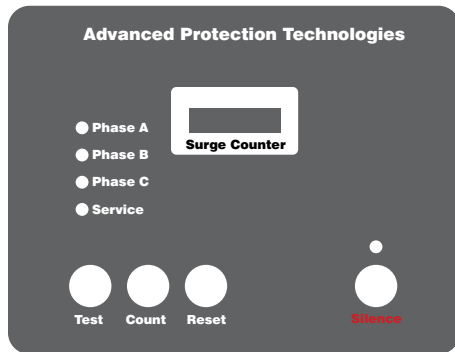 Advanced Protection Technologies
Surge Counter
Phase A
Phase B
Phase C
Service
Test Count Reset
Silence